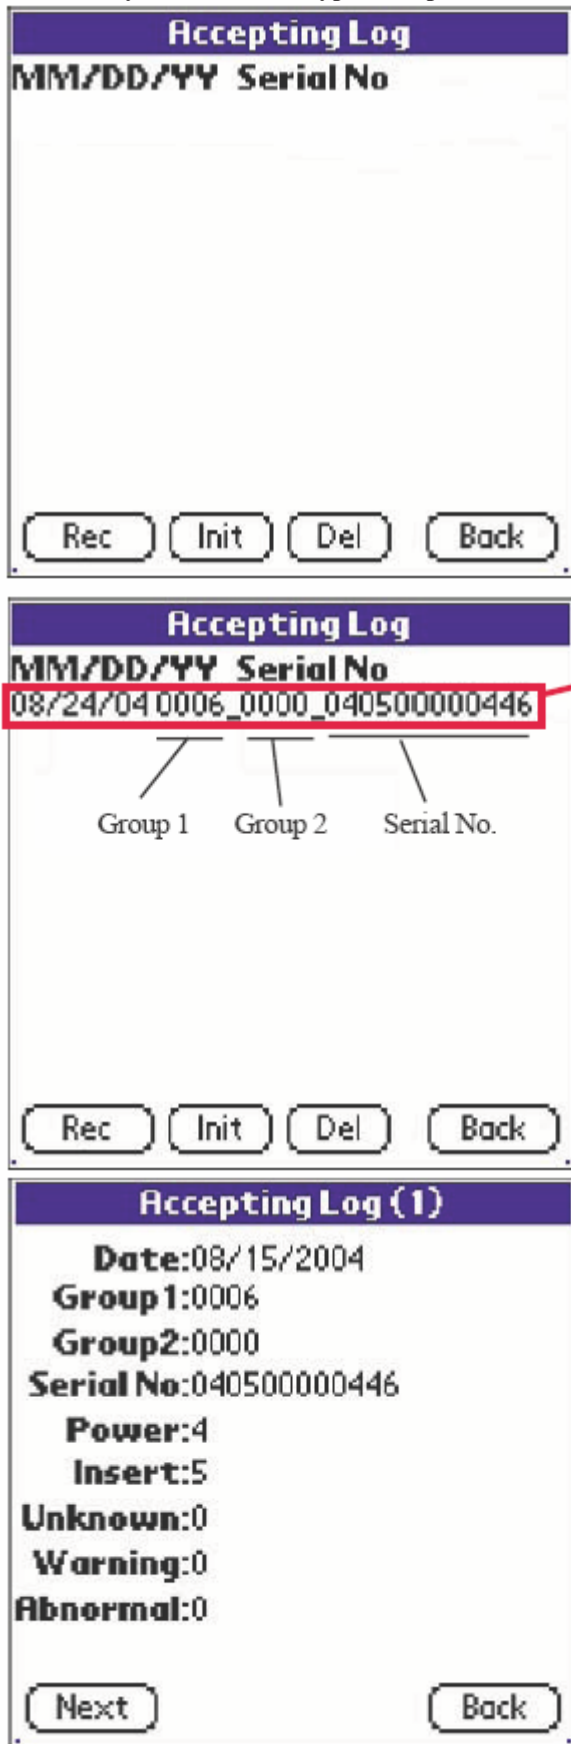 Accepting Log
MM/DD/YY Serial No
Rec Init Del Back
Accepting Log
MM/DD/YY Serial No
08/24/04 0006_0000_040500000446
Group 1 Group 2 Serial No.
Rec Init Del Back
Accepting Log (1)
Date:08/15/2004
Group1:0006
Group2:0000
Serial No:040500000446
Power:4
Insert:5
Unknown:0
Warning:0
Abnormal:0
Next Back